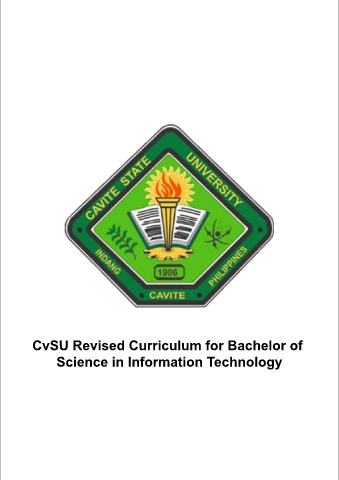 CAVITE STATE UNIVERSITY
1906
INDANG
CAVITE
PHILIPPINES
CvSU Revised Curriculum for Bachelor of
Science in Information Technology